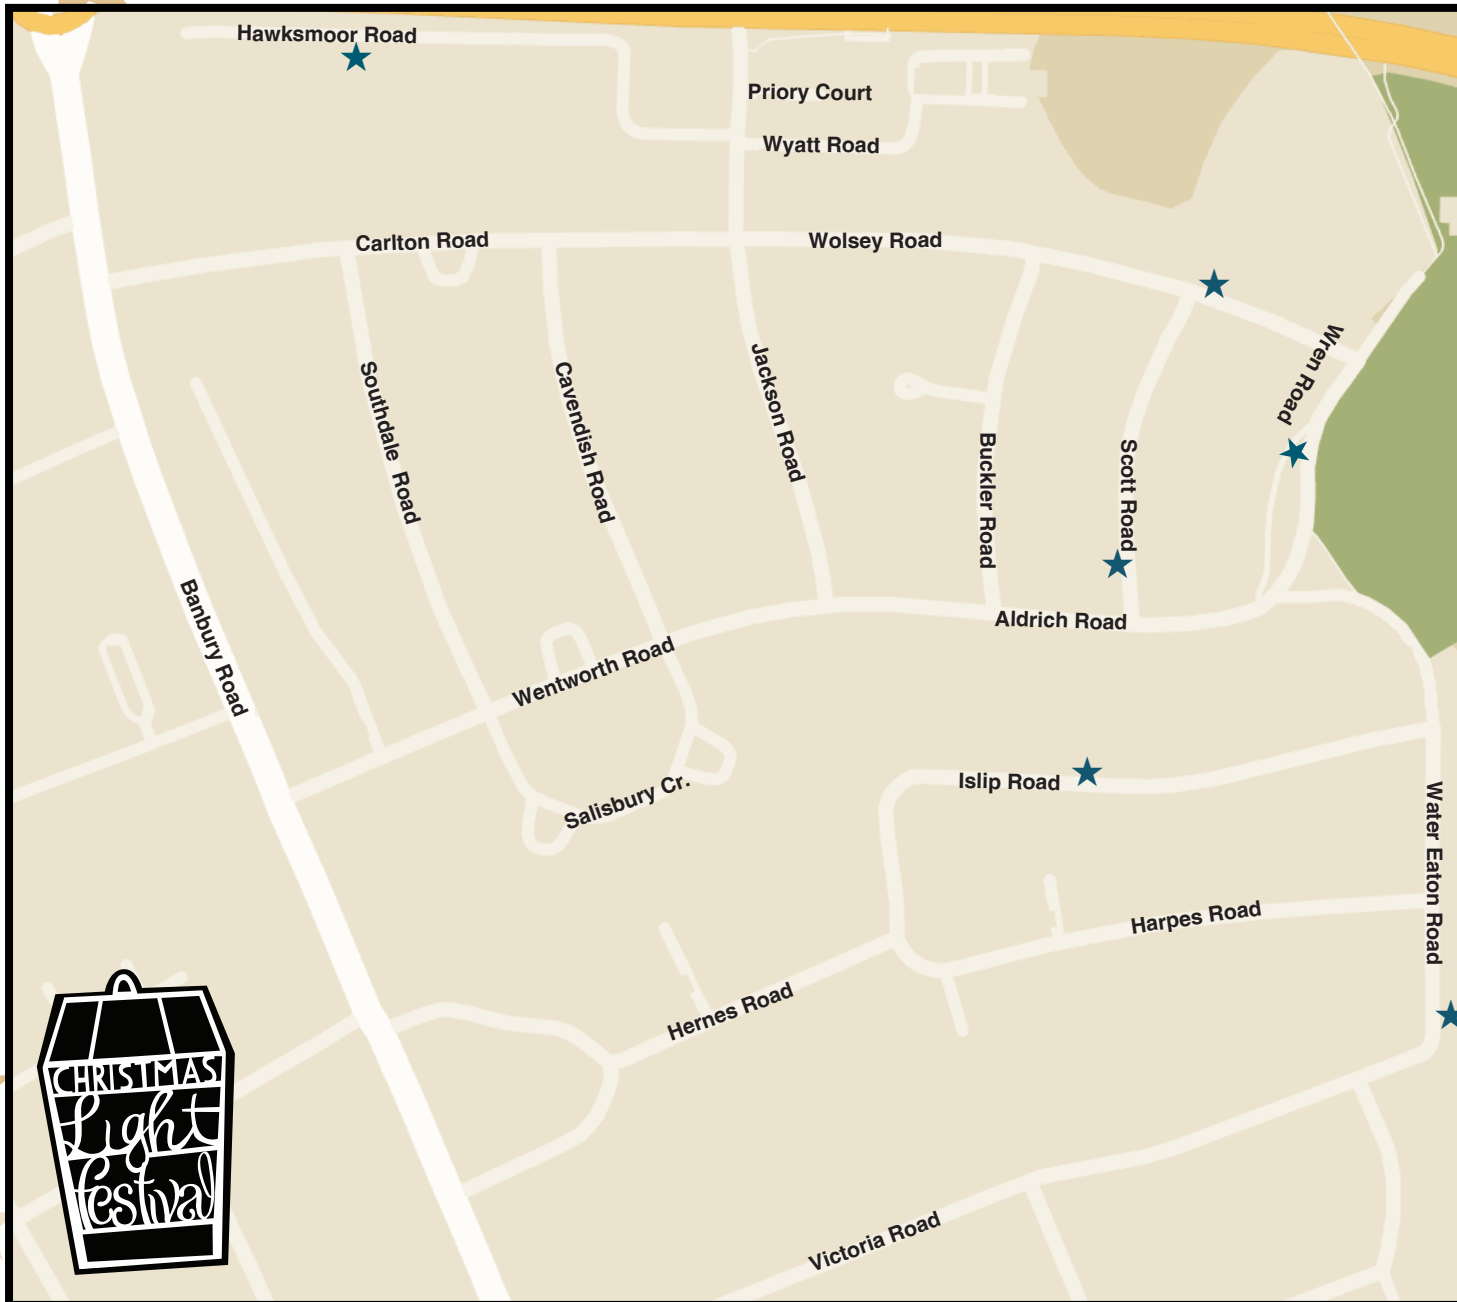 Hawksmoor Road
Priory Court
Wyatt Road
Carlton Road
Wolsey Road
Wren Road
Southdale Road
Cavendish Road
Jackson Road
Buckler Road
Scott Road
Banbury Road
Aldrich Road
Wentworth Road
Islip Road
Salisbury Cr.
Water Eaton Road
Harpes Road
Hernes Road
CHRISTMAS
Light
festival
Victoria Road